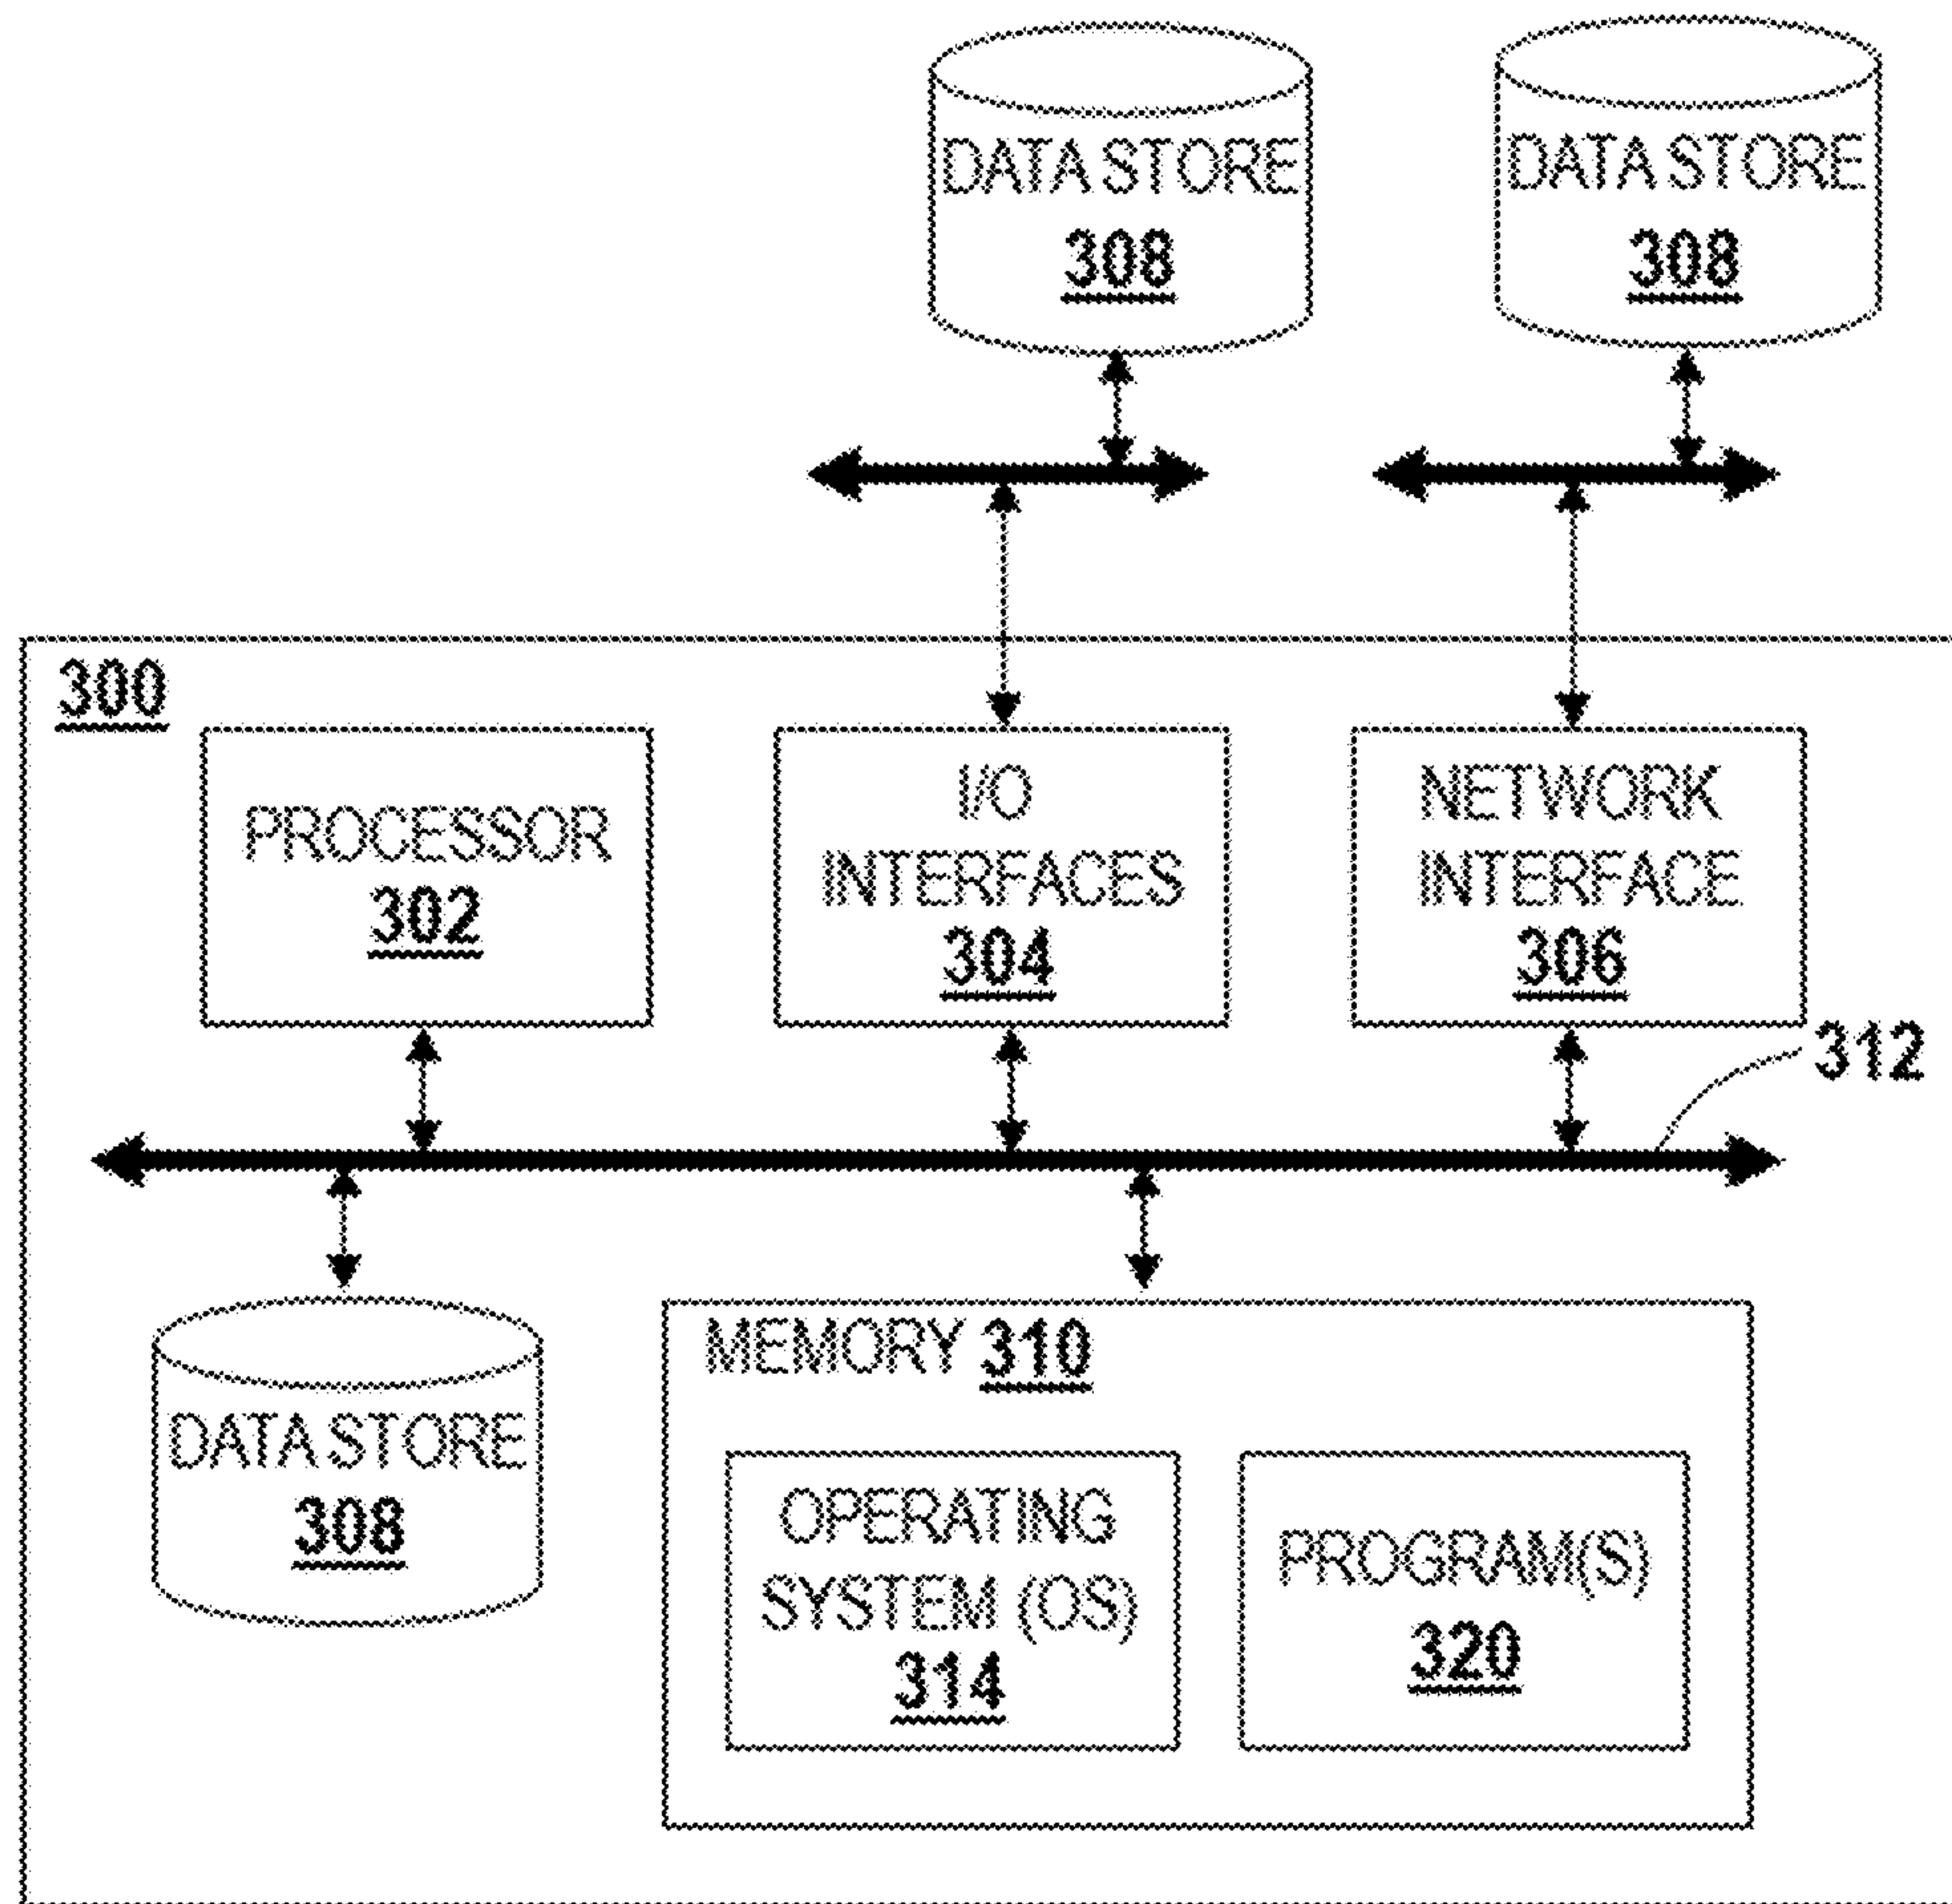 DATA STORE
308
DATA STORE
308
300
PROCESSOR
302
I/O
INTERFACES
304
NETWORK
INTERFACE
306
312
DATA STORE
308
MEMORY 310
OPERATING
SYSTEM (OS)
314
PROGRAM(S)
320